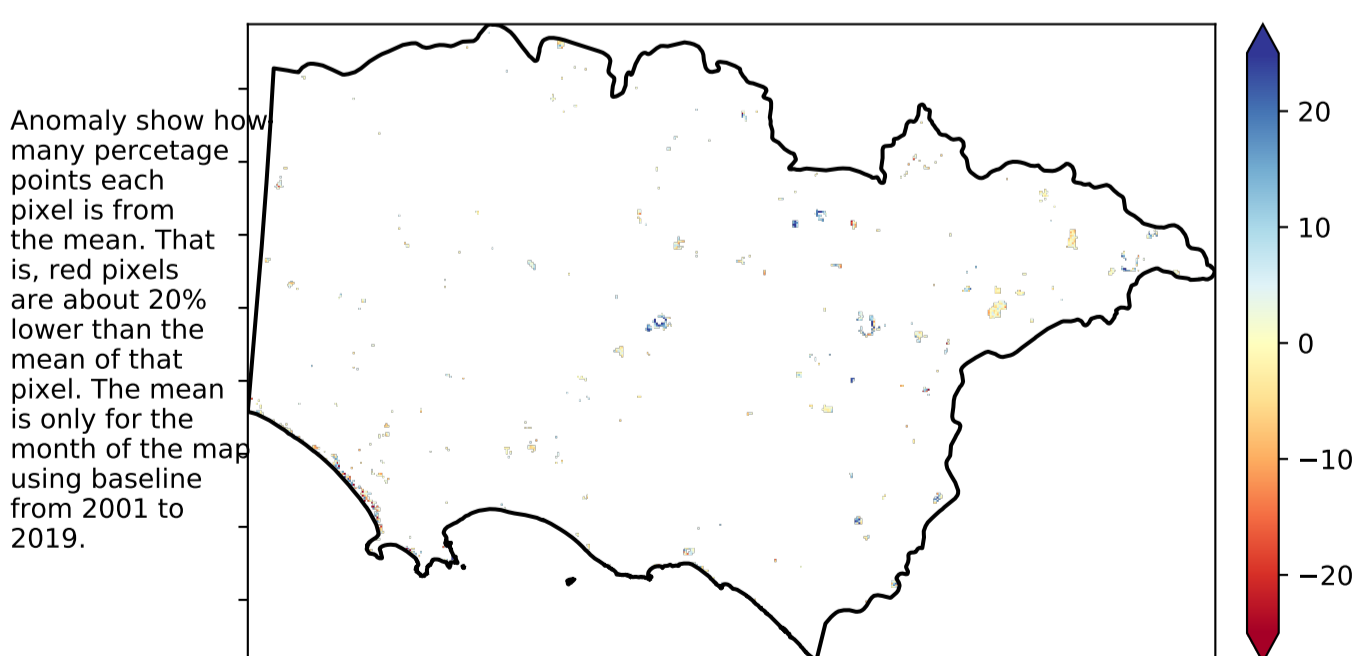 Anomaly show how
many percetage
points each
pixel is from
the mean. That
is, red pixels
are about 20%
lower than the
mean of that
pixel. The mean
is only for the
month of the map
using baseline
from 2001 to
2019.
20
10
0
−10
−20